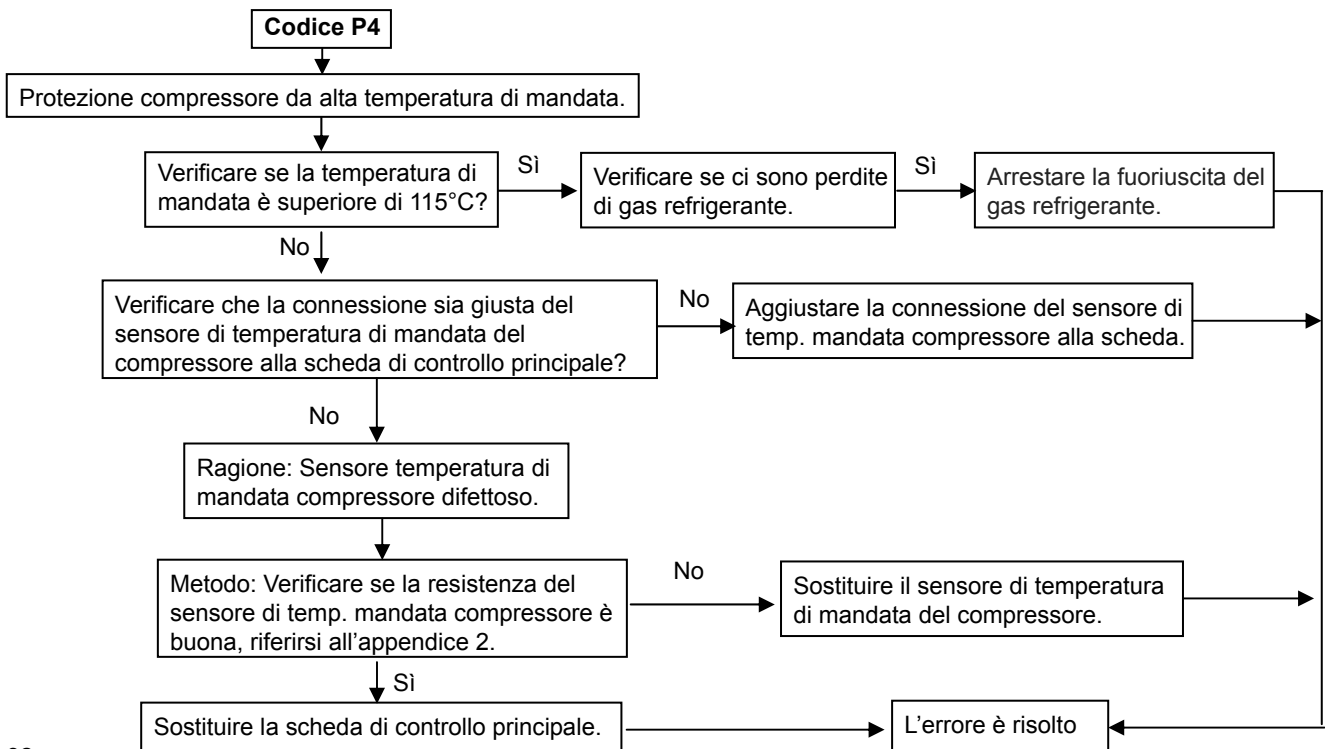 Codice P4
Protezione compressore da alta temperatura di mandata.
Verificare se la temperatura di
mandata è superiore di 115°C?
Sì
Verificare se ci sono perdite
di gas refrigerante.
Sì
Arrestare la fuoriuscita del
gas refrigerante.
No
Verificare che la connessione sia giusta del
sensore di temperatura di mandata del
compressore alla scheda di controllo principale?
No
Aggiustare la connessione del sensore di
temp. mandata compressore alla scheda.
No
Ragione: Sensore temperatura di
mandata compressore difettoso.
Metodo: Verificare se la resistenza del
sensore di temp. mandata compressore è
buona, riferirsi all’appendice 2.
No
Sostituire il sensore di temperatura
di mandata del compressore.
Sì
Sostituire la scheda di controllo principale.
L’errore è risolto